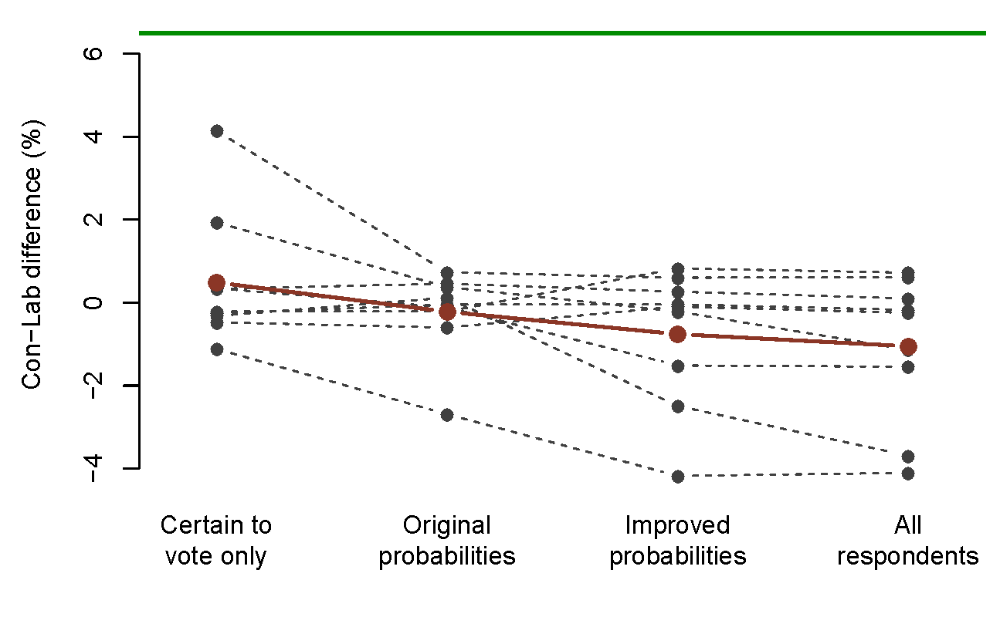 Con−Lab difference (%)
6
4
2
0
−2
−4
Certain to
vote only
Original
probabilities
Improved
probabilities
All
respondents